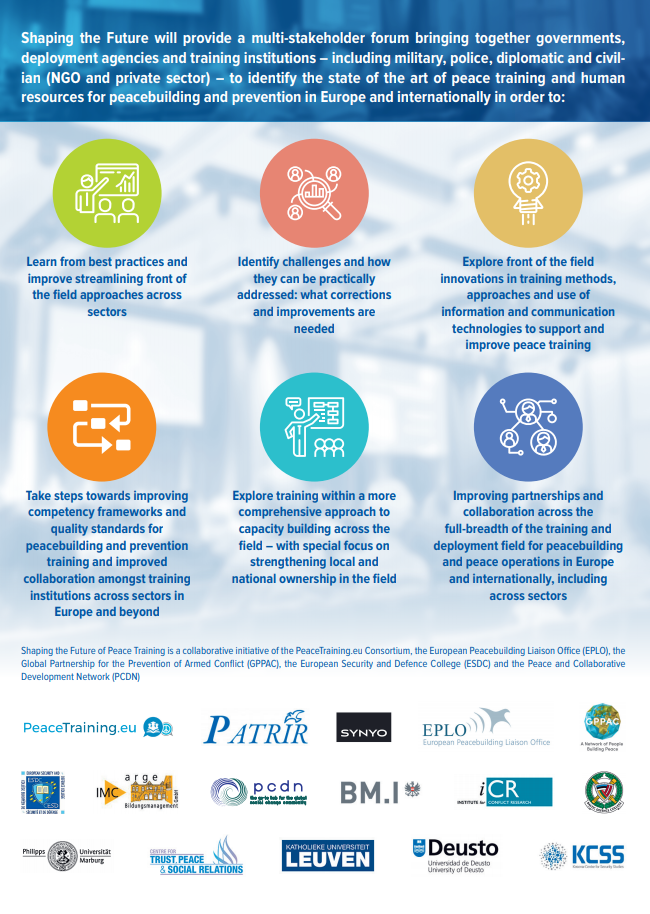 Shaping the Future will provide a multi-stakeholder forum bringing together governments,
deployment agencies and training institutions – including military, police, diplomatic and civil-
ian (NGO and private sector) – to identify the state of the art of peace training and human
resources for peacebuilding and prevention in Europe and internationally in order to:
Learn from best practices and
improve streamlining front of
the field approaches across
sectors
Identify challenges and how
they can be practically
addressed: what corrections
and improvements are
needed
Explore front of the field
innovations in training methods,
approaches and use of
information and communication
technologies to support and
improve peace training
Take steps towards improving
competency frameworks and
quality standards for
peacebuilding and prevention
training and improved
collaboration amongst training
institutions across sectors in
Europe and beyond
Explore training within a more
comprehensive approach to
capacity building across the
field – with special focus on
strengthening local and
national ownership in the field
Improving partnerships and
collaboration across the
full-breadth of the training and
deployment field for peacebuilding
and peace operations in Europe
and internationally, including
across sectors
Shaping the Future of Peace Training is a collaborative initiative of the PeaceTraining.eu Consortium, the European Peacebuilding Liaison Office (EPLO), the
Global Partnership for the Prevention of Armed Conflict (GPPAC), the European Security and Defence College (ESDC) and the Peace and Collaborative
Development Network (PCDN)
PeaceTraining.eu
PATRIR
SYNYO
EPLO
European Peacebuilding Liaison Office
GPPAC
A Network of People
Building Peace
ESDC
CESD
IMC
arge
Bildungsmanagement
GmbH
pcdn
the go-to hub for the global
social change community
BM.I
iCR
INSTITUTE for CONFLICT RESEARCH
Philipps
Universität
Marburg
CENTRE FOR
TRUST, PEACE
& SOCIAL RELATIONS
KATHOLIEKE UNIVERSITEIT
LEUVEN
Deusto
Universidad de Deusto
University of Deusto
KCSS